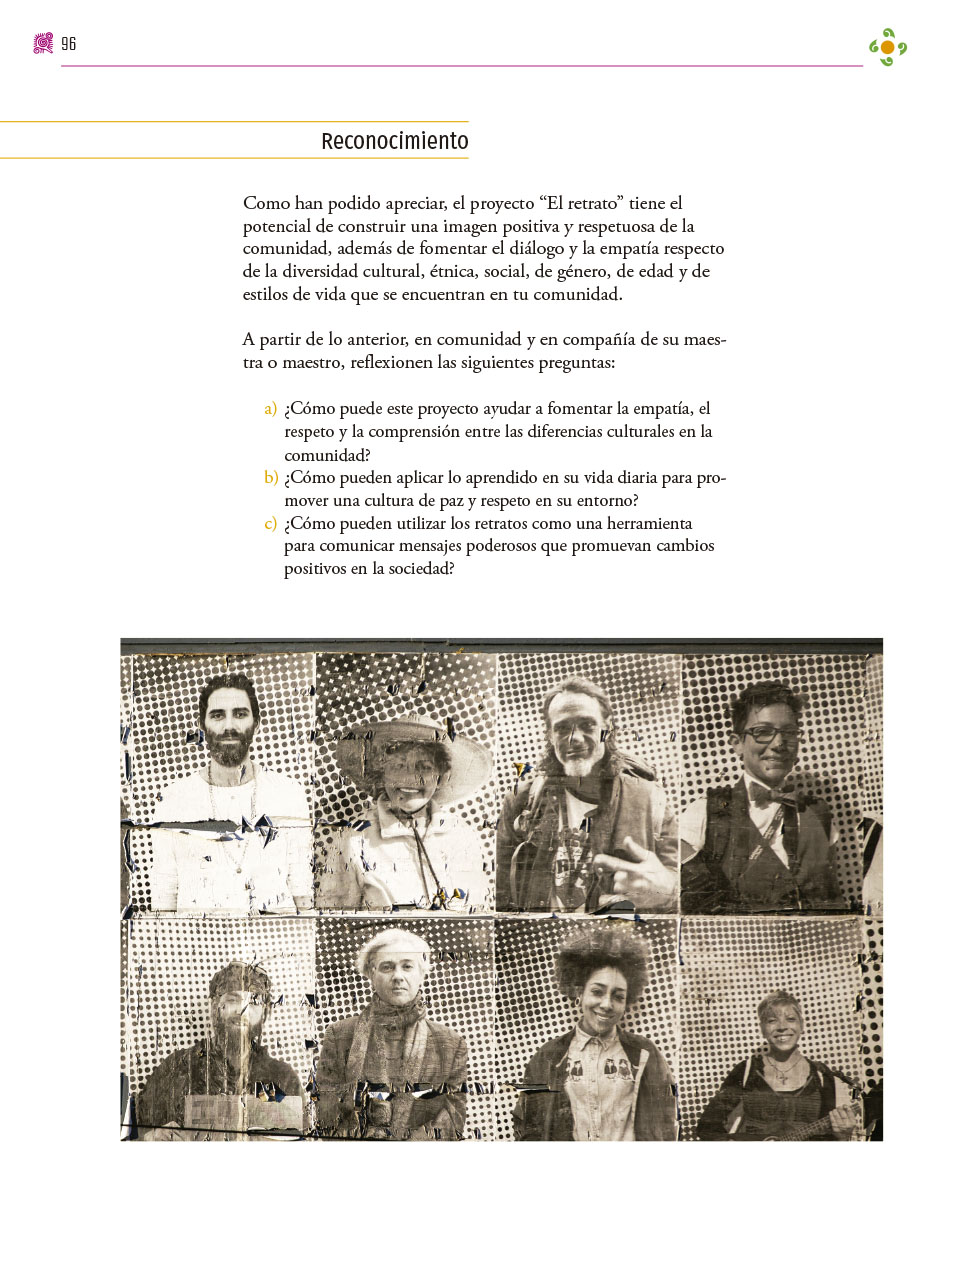 96
Reconocimiento
Como han podido apreciar, el proyecto “El retrato” tiene el
potencial de construir una imagen positiva y respetuosa de la
comunidad, además de fomentar el diálogo y la empatía respecto
de la diversidad cultural, étnica, social, de género, de edad y de
estilos de vida que se encuentran en tu comunidad.
A partir de lo anterior, en comunidad y en compañía de su maes-
tra o maestro, reflexionen las siguientes preguntas:
a) ¿Cómo puede este proyecto ayudar a fomentar la empatía, el
respeto y la comprensión entre las diferencias culturales en la
comunidad?
b) ¿Cómo pueden aplicar lo aprendido en su vida diaria para pro-
mover una cultura de paz y respeto en su entorno?
c) ¿Cómo pueden utilizar los retratos como una herramienta
para comunicar mensajes poderosos que promuevan cambios
positivos en la sociedad?